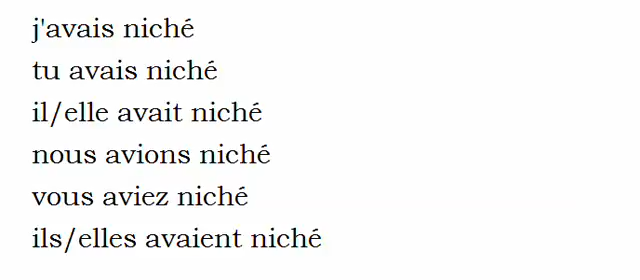 j'avais niché
tu avais niché
il/elle avait niché
nous avions niché
vous aviez niché
ils/elles avaient niché